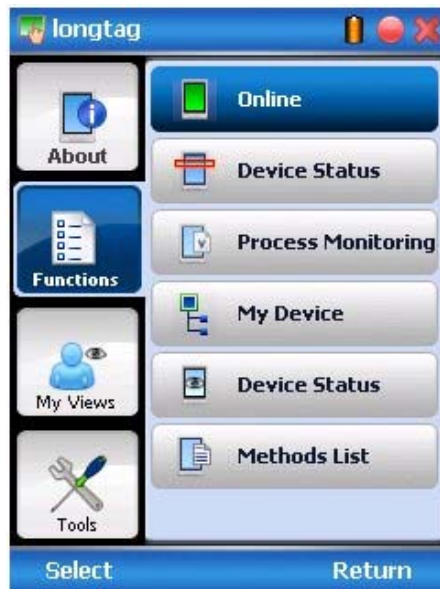 longtag
About
Functions
My Views
Tools
Online
Device Status
Process Monitoring
My Device
Device Status
Methods List
Select
Return